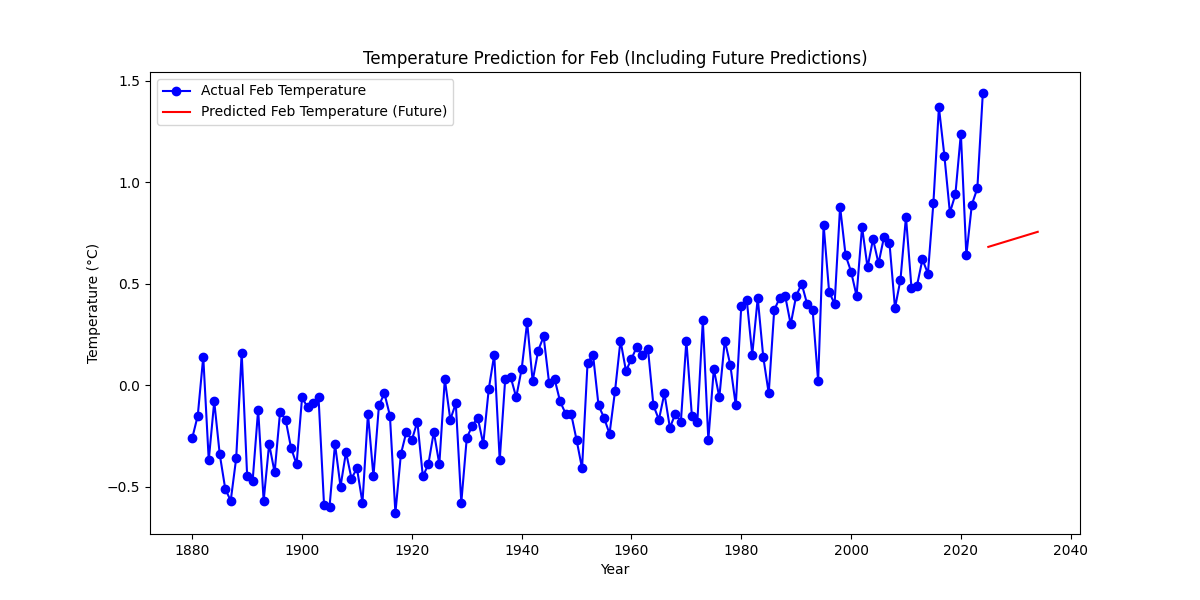 Temperature Prediction for Feb (Including Future Predictions)
1.5
1.0
0.5
0.0
−0.5
Temperature (°C)
Actual Feb Temperature
Predicted Feb Temperature (Future)
1880 1900 1920 1940 1960 1980 2000 2020 2040
Year